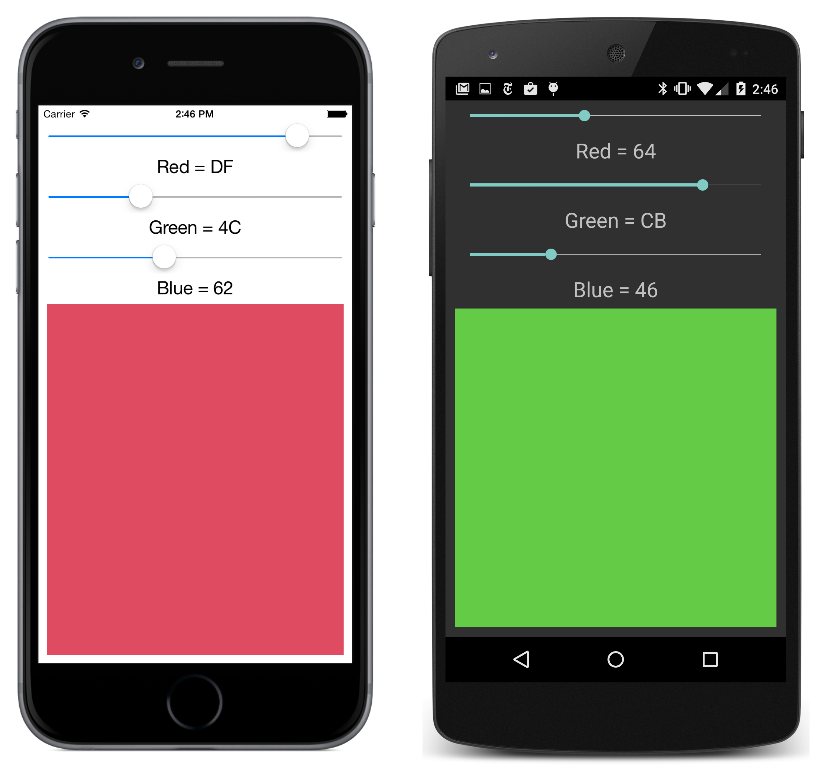 Carrier 2:46 PM
Red = DF
Green = 4C
Blue = 62
2:46
Red = 64
Green = CB
Blue = 46